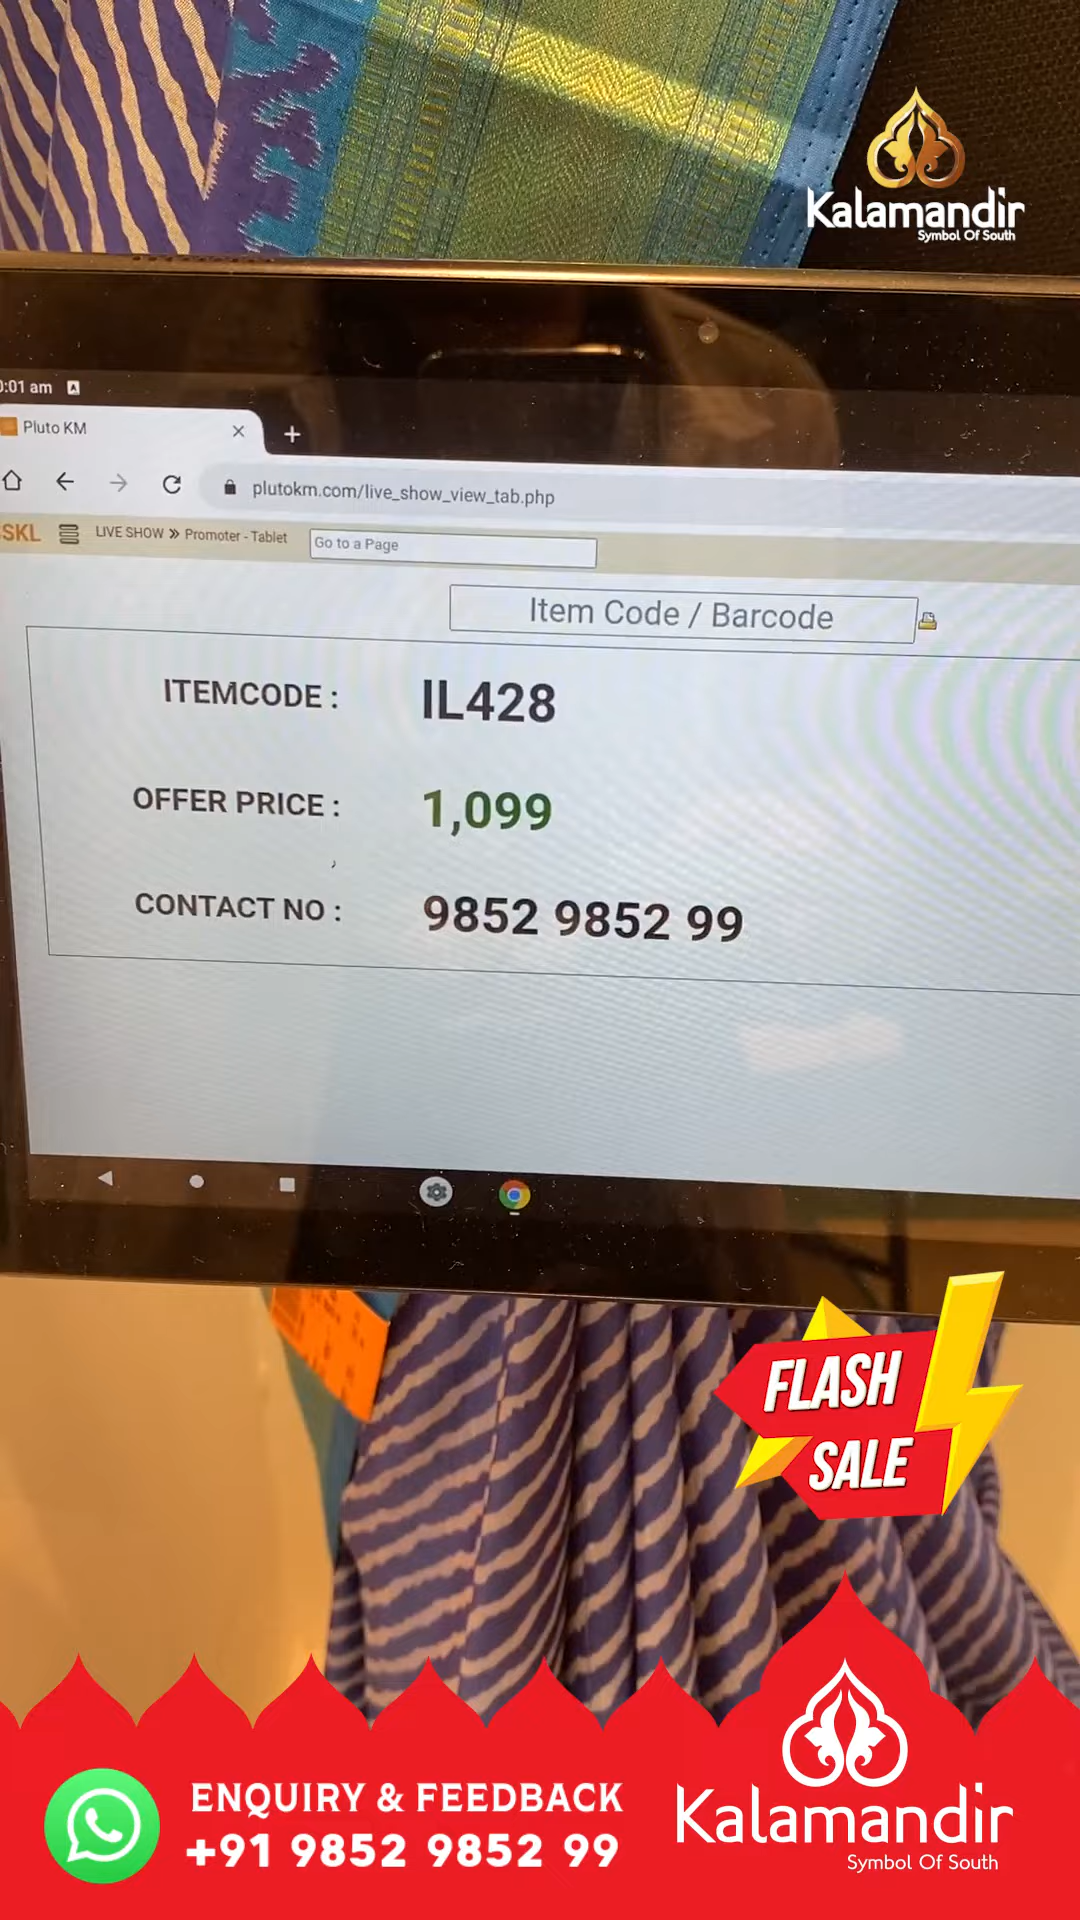 Kalamandir
Symbol Of South
:01 am
Pluto KM
plutokm.com/live_show_view_tab.php
SKL
LIVE SHOW » Promoter - Tablet
Go to a Page
Item Code / Barcode
ITEMCODE : IL428
OFFER PRICE : 1,099
CONTACT NO : 9852 9852 99
FLASH
SALE
ENQUIRY & FEEDBACK
+91 9852 9852 99
Kalamandir
Symbol Of South